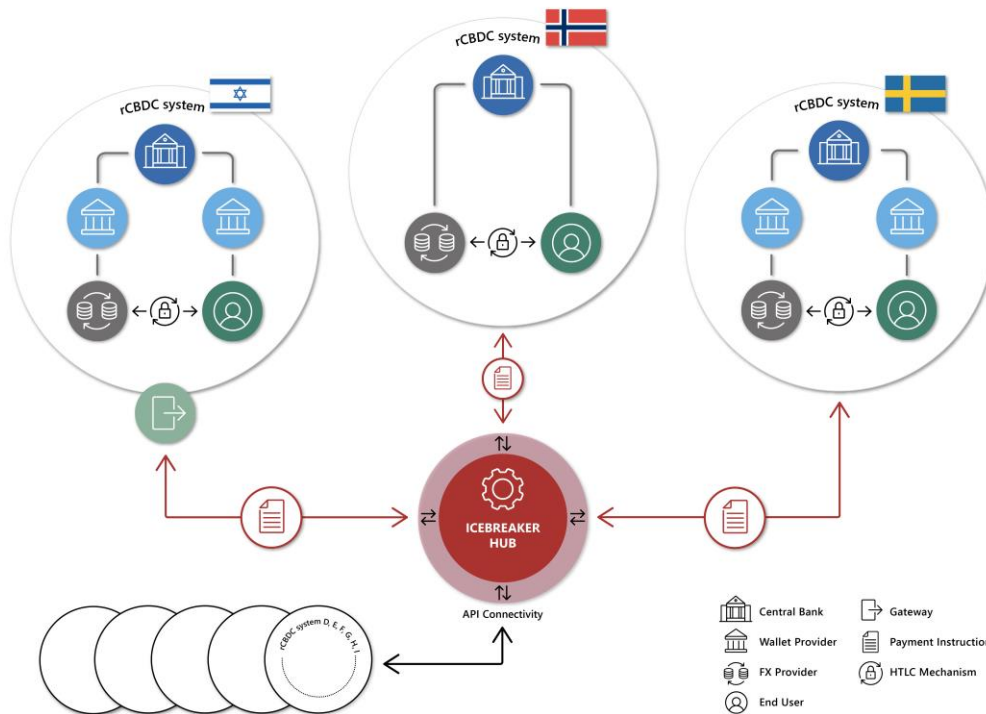 rCBDC system
rCBDC system
rCBDC system
ICEBREAKER
HUB
API Connectivity
rCBDC system D, E, F, G, H, I
Central Bank
Gateway
Wallet Provider
Payment Instruction
FX Provider
HTLC Mechanism
End User